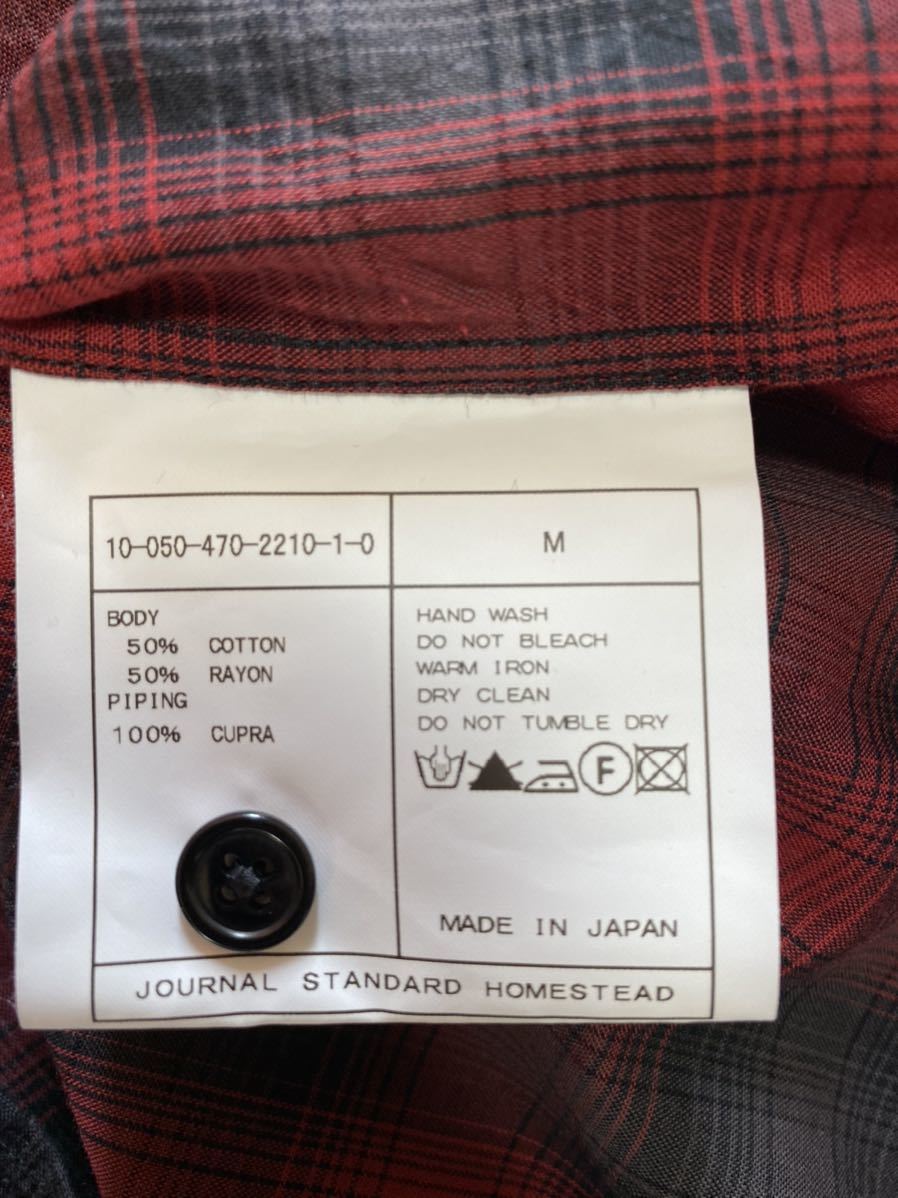 10-050-470-2210-1-0
M
BODY
50% COTTON
50% RAYON
PIPING
100% CUPRA
HAND WASH
DO NOT BLEACH
WARM IRON
DRY CLEAN
DO NOT TUMBLE DRY
F
MADE IN JAPAN
JOURNAL STANDARD HOMESTEAD